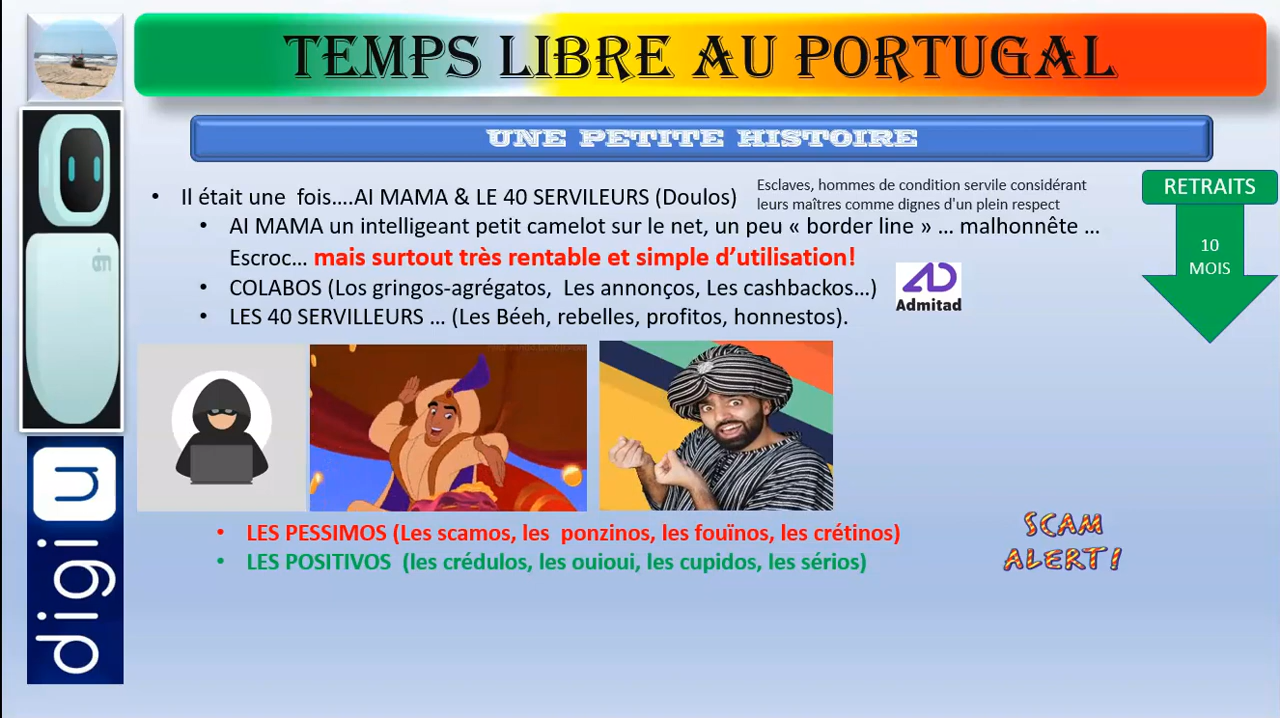 TEMPS LIBRE AU PORTUGAL
UNE PETITE HISTOIRE
• Il était une fois....AI MAMA & LE 40 SERVILEURS (Doulos)
Esclaves, hommes de condition servile considérant
leurs maîtres comme dignes d'un plein respect
RETRAITS
10
MOIS
• AI MAMA un intelligeant petit camelot sur le net, un peu « border line » … malhonnête …
Escroc… mais surtout très rentable et simple d'utilisation!
• COLABOS (Los gringos-agrégatos, Les annonços, Les cashbackos…)
Admitad
• LES 40 SERVILLEURS … (Les Béeh, rebelles, profitos, honnestos).
• LES PESSIMOS (Les scamos, les ponzinos, les fouïnos, les crétinos)
• LES POSITIVOS (les crédulos, les ouioui, les cupidos, les sérios)
SCAM
ALERT!
digi u